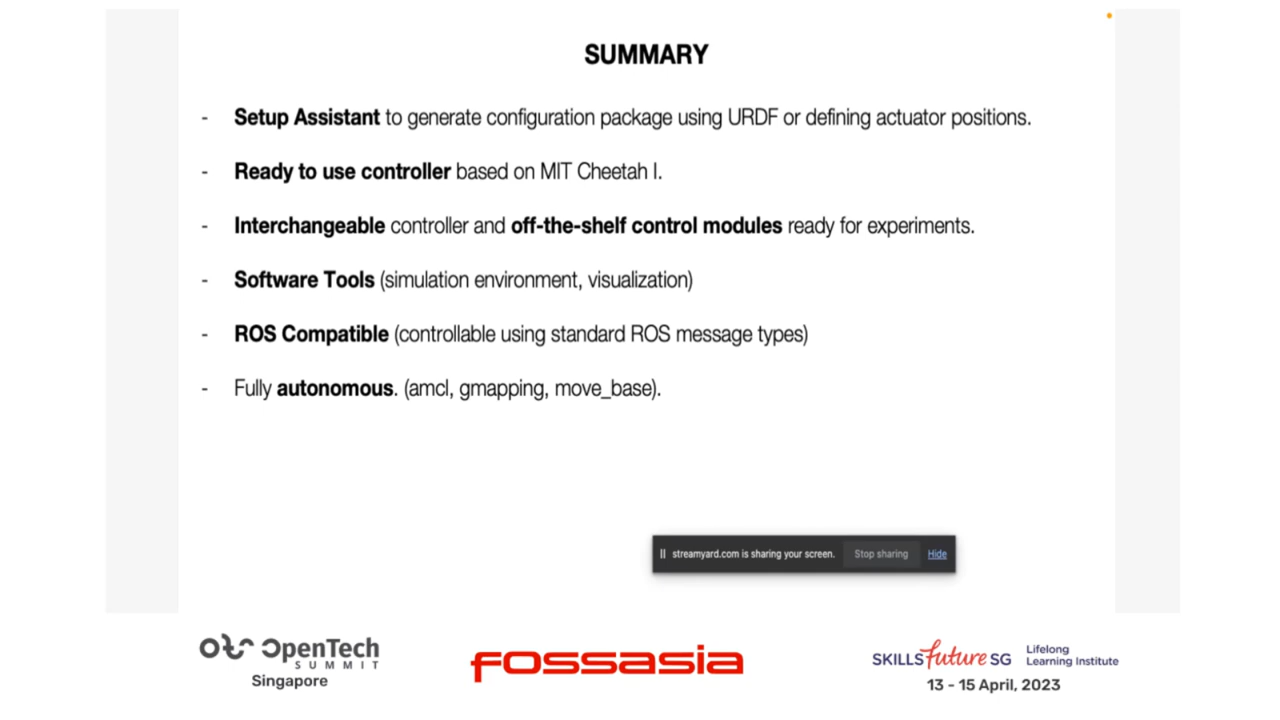 SUMMARY
- Setup Assistant to generate configuration package using URDF or defining actuator positions.
- Ready to use controller based on MIT Cheetah I.
- Interchangeable controller and off-the-shelf control modules ready for experiments.
- Software Tools (simulation environment, visualization)
- ROS Compatible (controllable using standard ROS message types)
- Fully autonomous. (amcl, gmapping, move_base).
streamyard.com is sharing your screen. Stop sharing Hide
OpenTech
SUMMIT
Singapore
fossasia
SKILLS future SG
Lifelong
Learning Institute
13 - 15 April, 2023